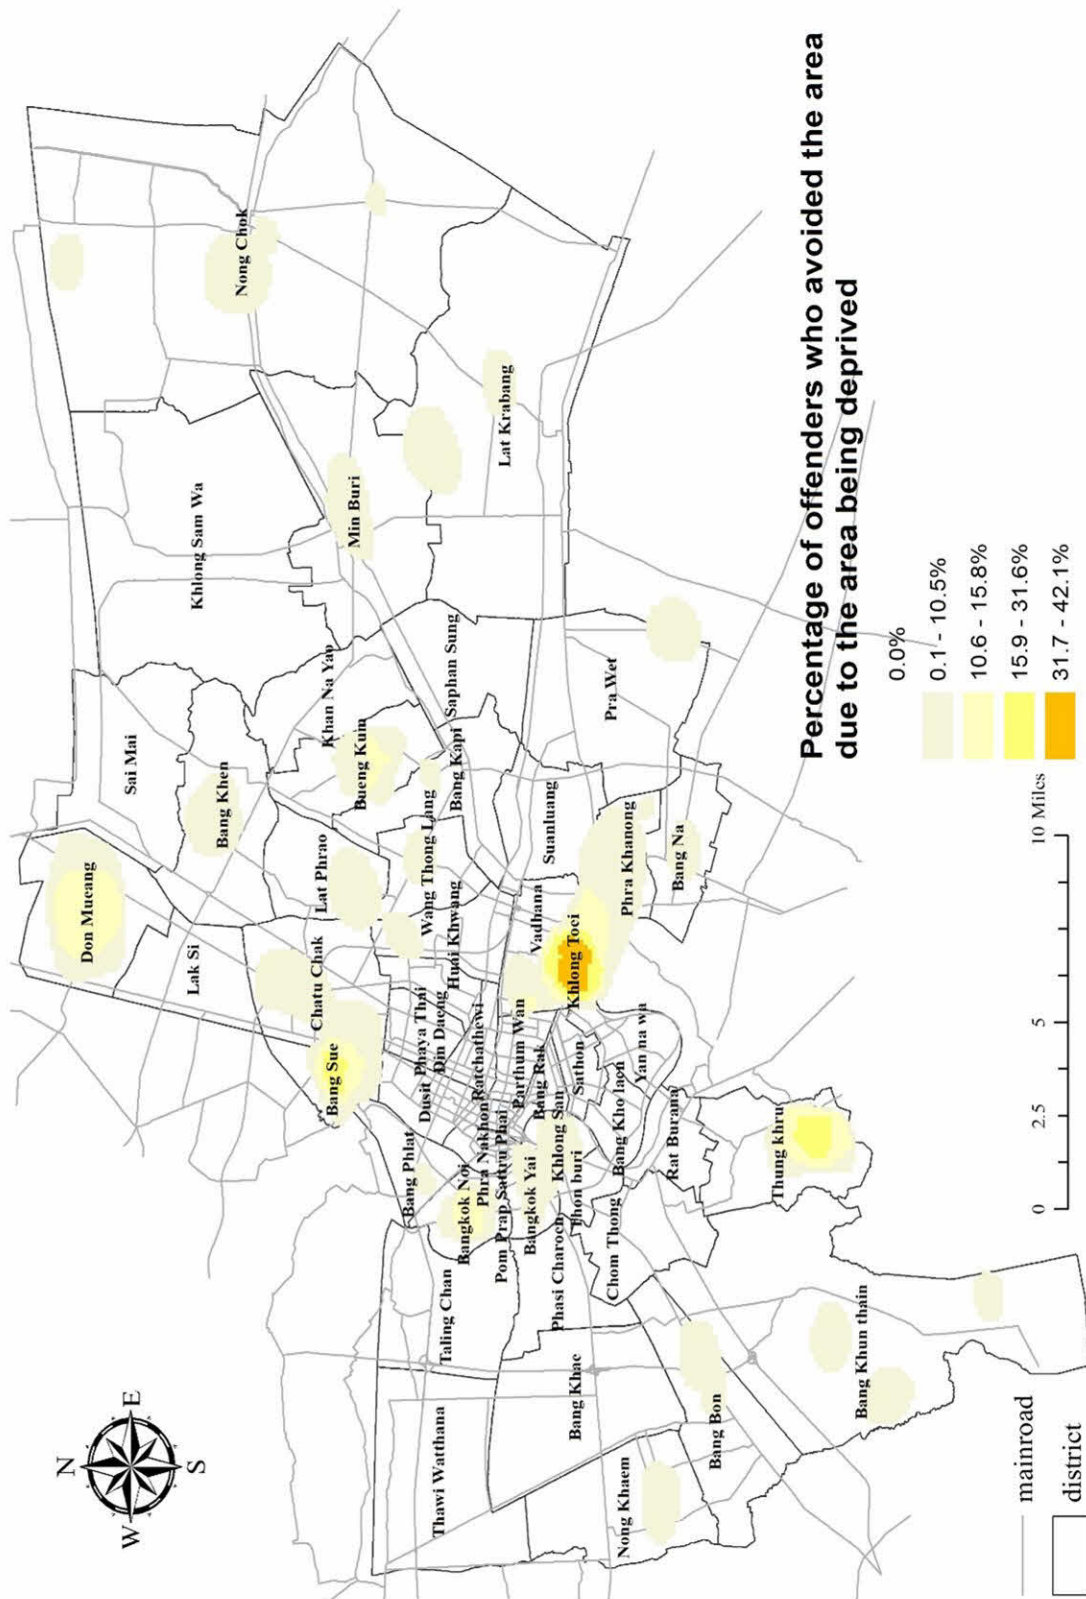 N
W
E
S
Don Mueang
Sai Mai
Lak Si
Bang Khen
Khlong Sam Wa
Nong Chok
Chatu Chak
Lat Phrao
Khan Na Yao
Bang Sue
Bueng Kum
Min Buri
Dusit
Phaya Thai
Din Daeng
Huai Khwang
Wang Thong Lang
Bang Kapi
Saphan Sung
Lat Krabang
Bang Phlat
Bangkok Noi
Phra Nakhon
Ratchathewi
Pom Prap Sattru Phai
Parthum Wan
Vadhana
Suanluang
Taling Chan
Thawi Watthana
Bangkok Yai
Khlong San
Bang Rak
Sathon
Khlong Toei
Phra Khanong
Pra Wet
Phasi Charoen
Thon buri
Bang Kho laen
Yan na wa
Bang Na
Bang Khae
Chom Thong
Rat Burana
Nong Khaem
Bang Bon
Thung khru
Bang Khun thain
Percentage of offenders who avoided the area
due to the area being deprived
0.0%
0.1 - 10.5%
10.6 - 15.8%
15.9 - 31.6%
31.7 - 42.1%
0 2.5 5 10 Miles
mainroad
district